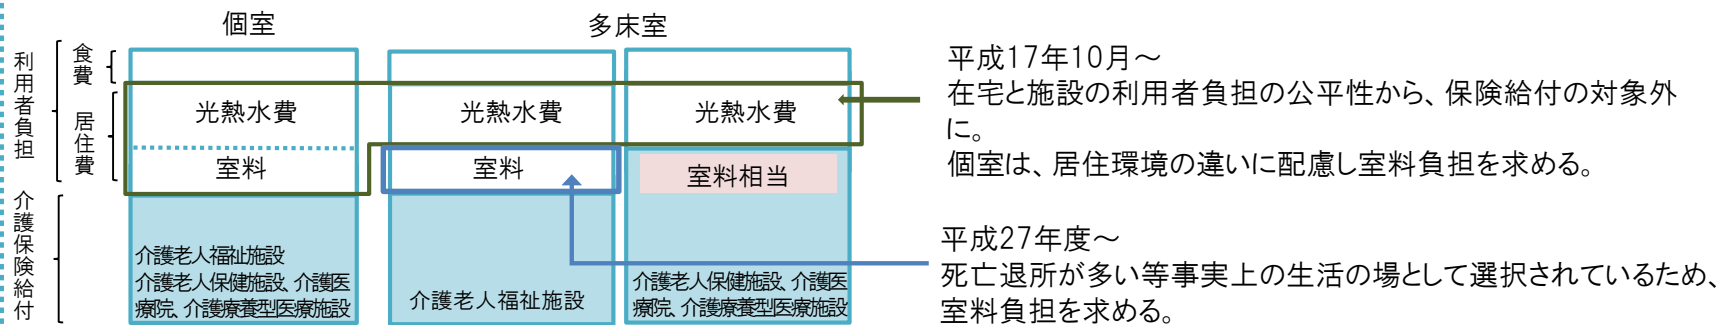 個室
多床室
利用者負担
食費
居住費
介護保険給付
光熱水費
室料
光熱水費
室料
光熱水費
室料相当
介護老人福祉施設
介護老人保健施設、介護医
療院、介護療養型医療施設
介護老人福祉施設
介護老人保健施設、介護医
療院、介護療養型医療施設
平成17年10月~
在宅と施設の利用者負担の公平性から、保険給付の対象外
に。
個室は、居住環境の違いに配慮し室料負担を求める。
平成27年度~
死亡退所が多い等事実上の生活の場として選択されているため、
室料負担を求める。